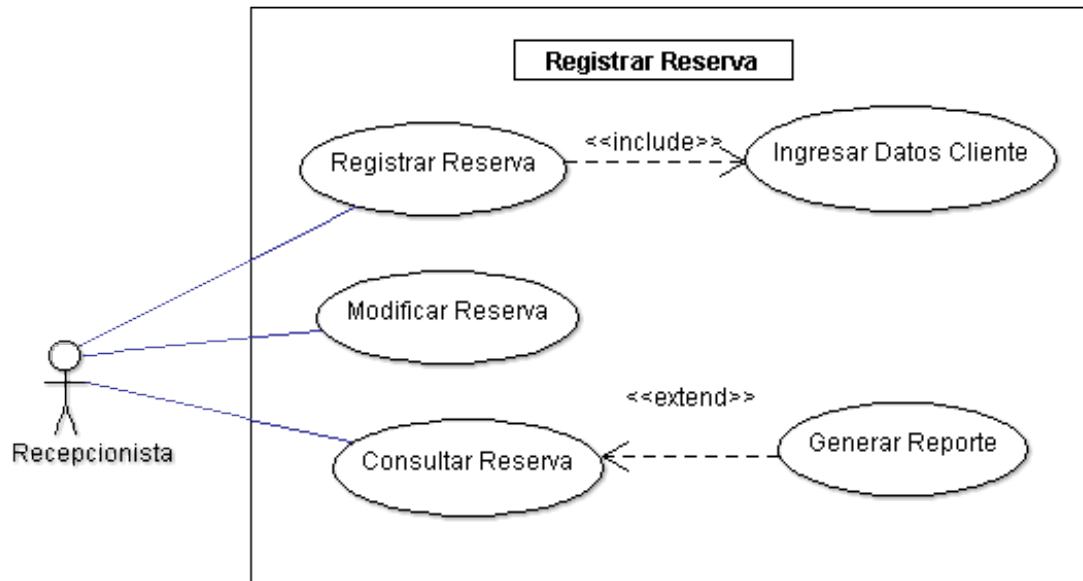 Registrar Reserva
Registrar Reserva
<<include>>
Ingresar Datos Cliente
Modificar Reserva
Recepcionista
Consultar Reserva
<<extend>>
Generar Reporte